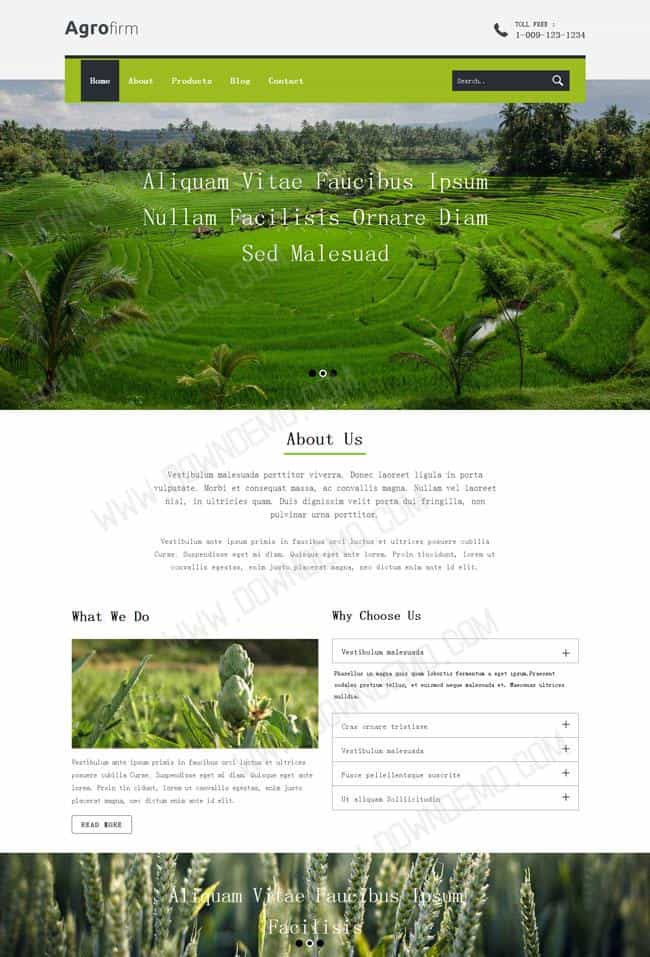 Agrofirm
TOLL FREE :
1-009-123-1234
Home About Products Blog Contact
Search..
Aliquam Vitae Faucibus Ipsum
Nullam Facilisis Ornare Diam
Sed Malesuad
About Us
Vestibulum malesuada porttitor viverra. Donec laoreet ligula in porta
vulputate. Morbi et consequat massa, ac convallis magna. Nullam vel laoreet
nisl, in ultricies quam. Duis dignissim velit porta dui fringilla, non
pulvinar urna porttitor.
Vestibulum ante ipsum primis in faucibus orci luctus et ultrices posuere cubilia
Curae. Suspendisse eget mi diam. Quisque eget ante lorem. Proin tincidunt, lorem ut
convallis egestas, enim justo placerat magna, nec dictum enim ante id elit.
What We Do
Vestibulum ante ipsum primis in faucibus orci luctus et ultrices
posuere cubilia Curae. Suspendisse eget mi diam. Quisque eget ante
lorem. Proin tin cidunt, lorem ut convallis egestas, enim justo
placerat magna, nec dictum enim ante id elit.
READ MORE
Why Choose Us
Vestibulum malesuada
Phasellus in magna quis quam lobortis fermentum a eget ipsum.Praesent
sodales pretium tellus, et euismod neque malesuada et. Maecenas ultrices
Cras ornare tristique
Vestibulum malesuada
Fusce pellellentsque suscrite
Ut aliquam Sollicitudin
Aliquam Vitae Faucibus Ipsum
Facilisis
WWW.DOWNDEMO.COM
WWW.DOWNDEMO.COM
WWW.DOWNDEMO.COM